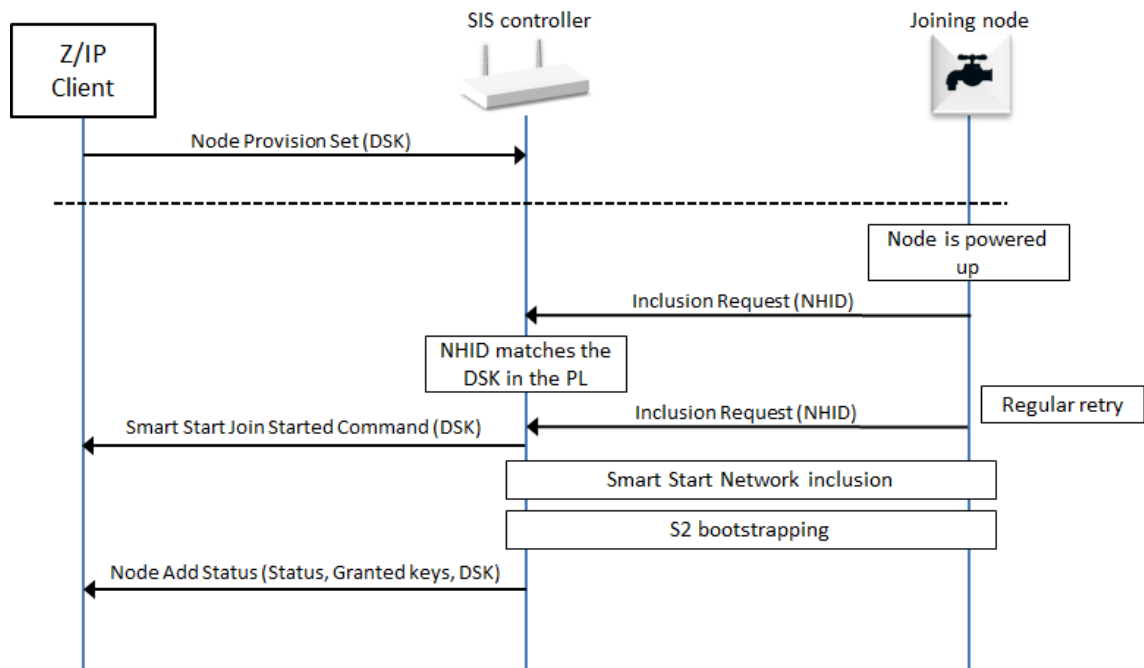 SIS controller
Joining node
Z/IP
Client
Node Provision Set (DSK)
Node is powered
up
Inclusion Request (NHID)
NHID matches the
DSK in the PL
Regular retry
Inclusion Request (NHID)
Smart Start Join Started Command (DSK)
Smart Start Network inclusion
S2 bootstrapping
Node Add Status (Status, Granted keys, DSK)